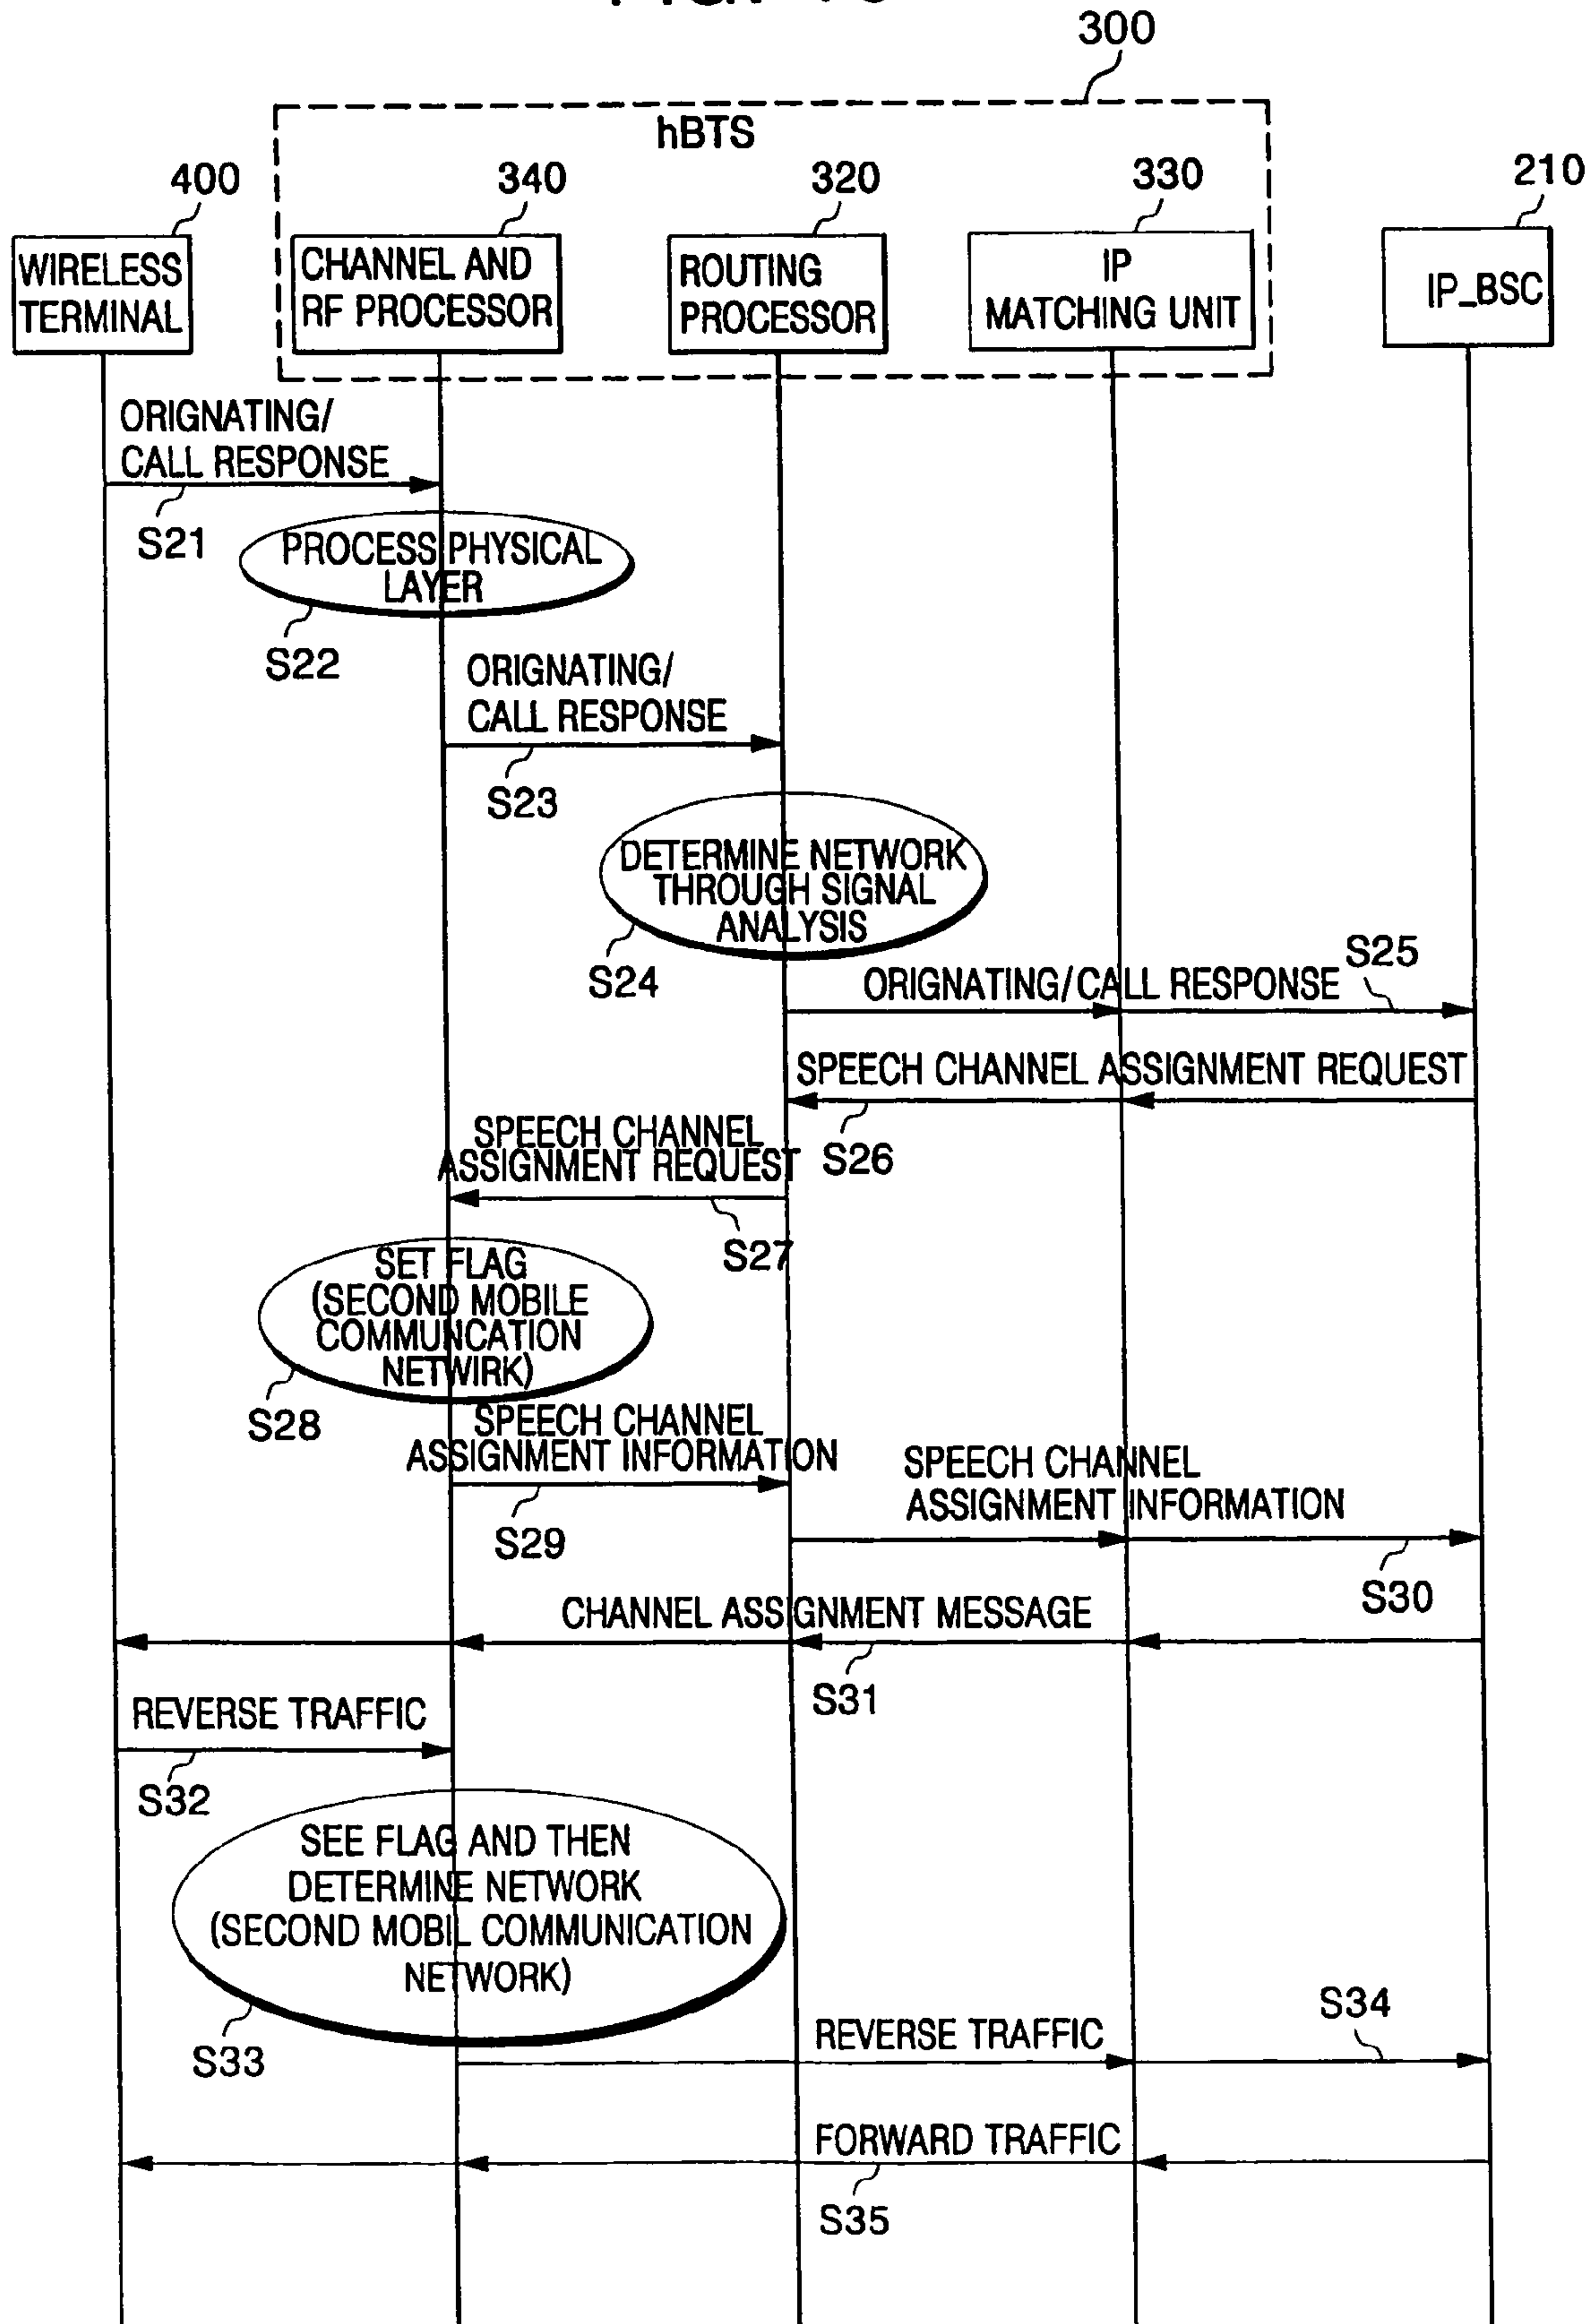 300
hBTS
400
340
320
330
210
WIRELESS
TERMINAL
CHANNEL AND
RF PROCESSOR
ROUTING
PROCESSOR
IP
MATCHING UNIT
IP_BSC
ORIGNATING/
CALL RESPONSE
S21
PROCESS PHYSICAL
LAYER
S22
ORIGNATING/
CALL RESPONSE
S23
DETERMINE NETWORK
THROUGH SIGNAL
ANALYSIS
S24
ORIGNATING/CALL RESPONSE
S25
SPEECH CHANNEL ASSIGNMENT REQUEST
S26
SPEECH CHANNEL
ASSIGNMENT REQUEST
S27
SET FLAG
(SECOND MOBILE
COMMUNCATION
NETWIRK)
S28
SPEECH CHANNEL
ASSIGNMENT INFORMATION
S29
SPEECH CHANNEL
ASSIGNMENT INFORMATION
S30
CHANNEL ASSIGNMENT MESSAGE
S31
REVERSE TRAFFIC
S32
SEE FLAG AND THEN
DETERMINE NETWORK
(SECOND MOBIL COMMUNICATION
NETWORK)
S33
REVERSE TRAFFIC
S34
FORWARD TRAFFIC
S35